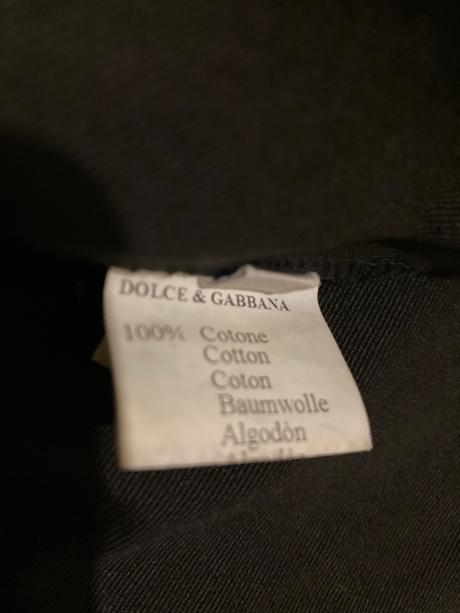 DOLCE & GABBANA
100% Cotone
Cotton
Coton
Baumwolle
Algodòn